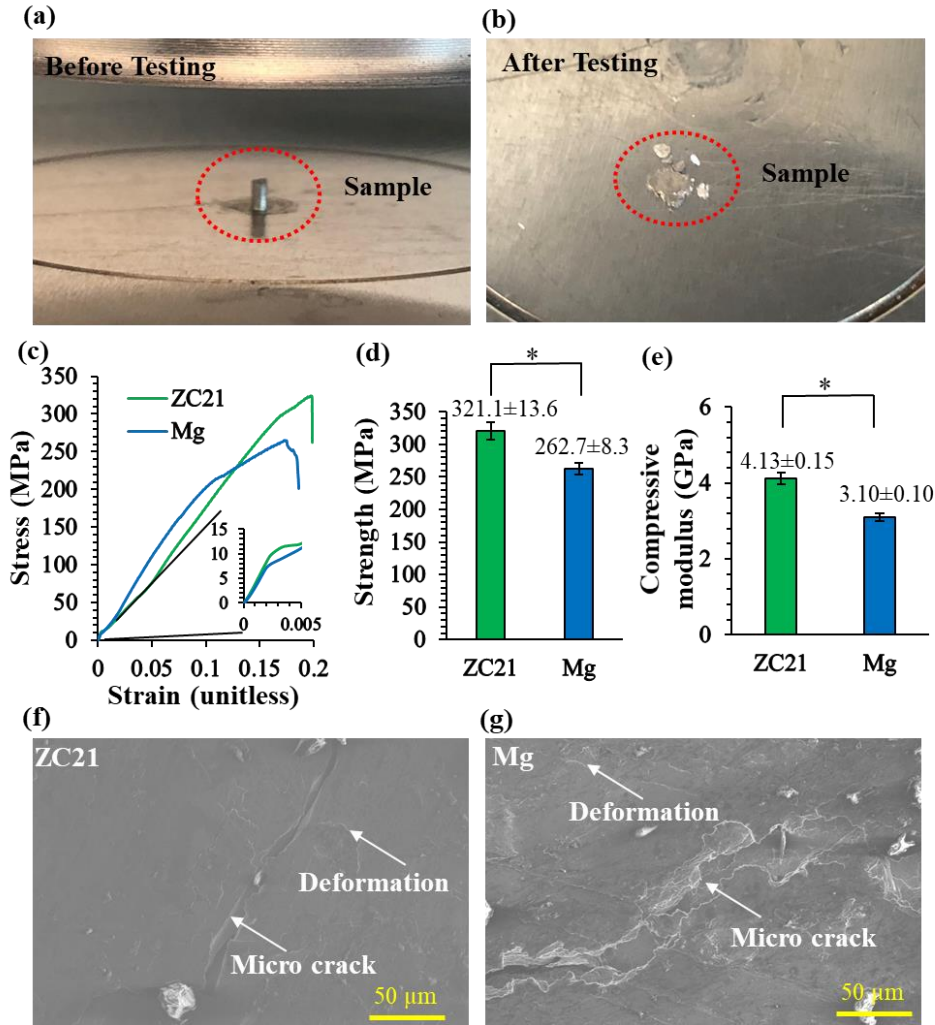 (a)
Before Testing
Sample
(b)
After Testing
Sample
(c)
350
300
250
200
150
100
50
0
Stress (MPa)
ZC21
Mg
15
10
5
0
0
0.005
0
0.05
0.1
0.15
0.2
Strain (unitless)
(d)
*
350
300
250
200
150
100
50
0
Strength (MPa)
321.1±13.6
262.7±8.3
ZC21
Mg
(e)
*
6
4
2
0
Compressive
modulus (GPa)
4.13±0.15
3.10±0.10
ZC21
Mg
(f)
ZC21
Deformation
Micro crack
50 μm
(g)
Mg
Deformation
Micro crack
50 μm